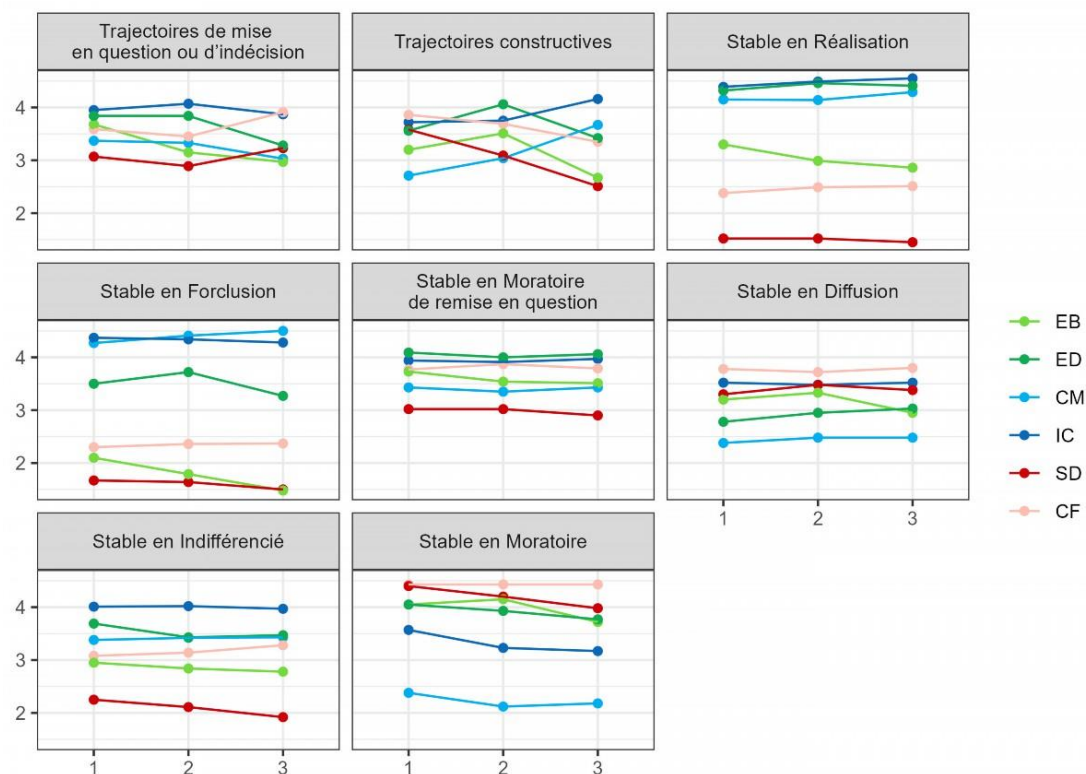 Trajectoires de mise
en question ou d'indécision
Trajectoires constructives
Stable en Réalisation
4
3
2
Stable en Forclusion
Stable en Moratoire
de remise en question
Stable en Diffusion
4
3
2
1 2 3
EB
ED
CM
IC
SD
CF
Stable en Indifférencié
Stable en Moratoire
4
3
2
1 2 3
1 2 3